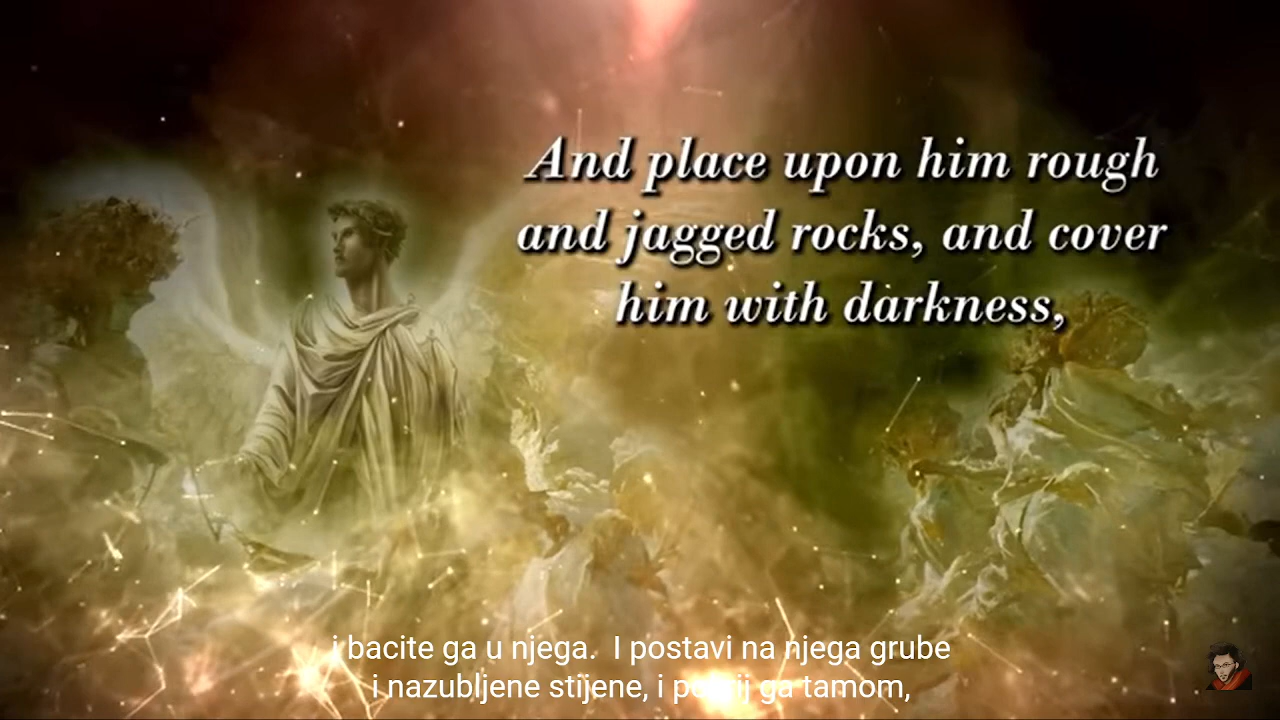 And place upon him rough
and jagged rocks, and cover
him with darkness,
i bacite ga u njega.  I postavi na njega grube
i nazubljene stijene, i ga tamom,